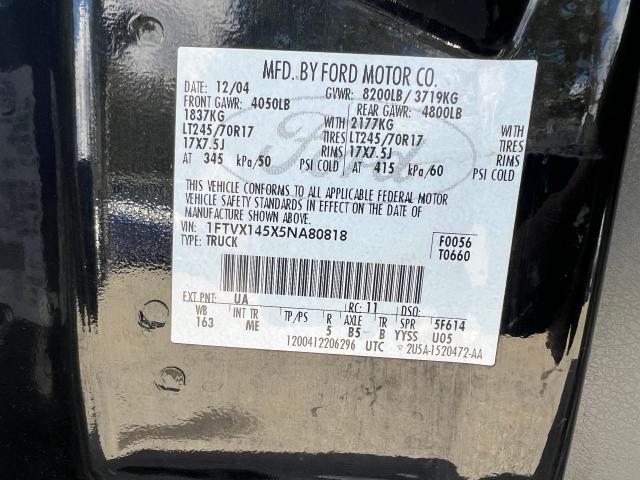 MFD. BY FORD MOTOR CO.
DATE: 12/04 GVWR: 8200LB/ 3719KG
FRONT GAWR: 4050LB REAR GAWR: 4800LB
1837KG WITH 2177KG WITH
LT245/70R17 TIRES LT245/70R17 TIRES
17X7.5J RIMS 17X7.5J RIMS
AT 345 kPa/50 PSI COLD AT 415 kPa/60 PSI COLD
Ford
THIS VEHICLE CONFORMS TO ALL APPLICABLE FEDERAL MOTOR
VEHICLE SAFETY STANDARDS IN EFFECT ON THE DATE OF
MANUFACTURE SHOWN ABOVE.
VIN: 1FTVX145X5NA80818 F0056
TYPE: TRUCK T0660
EXT PNT: UA RC: 11 DSO:
WB INT TR TP/PS R AXLE TR SPR 5F614
163 ME 5 B5- B YYSS U05
1200412206296 UTC ▽ 2U5A-1520472-AA